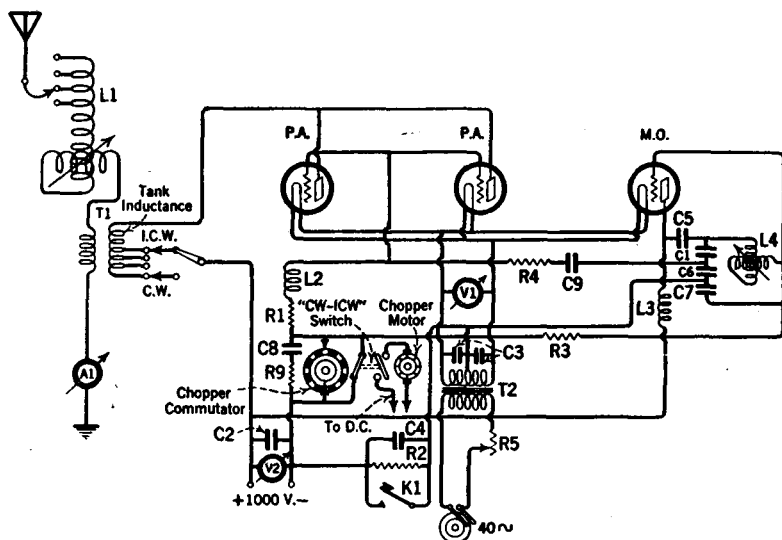 L1
P.A.
P.A.
M.O.
T1
Tank
Inductance
I.C.W.
C.W.
C5
L4
C1
C6
C7
L2
R4
C9
V1
L3
"CW-ICW"
Switch
Chopper
Motor
R1
C8
R9
C3
R3
A1
Chopper
Commutator
To D.C.
T2
C2
C4
R2
R5
V2
K1
+1000 V.-
40~